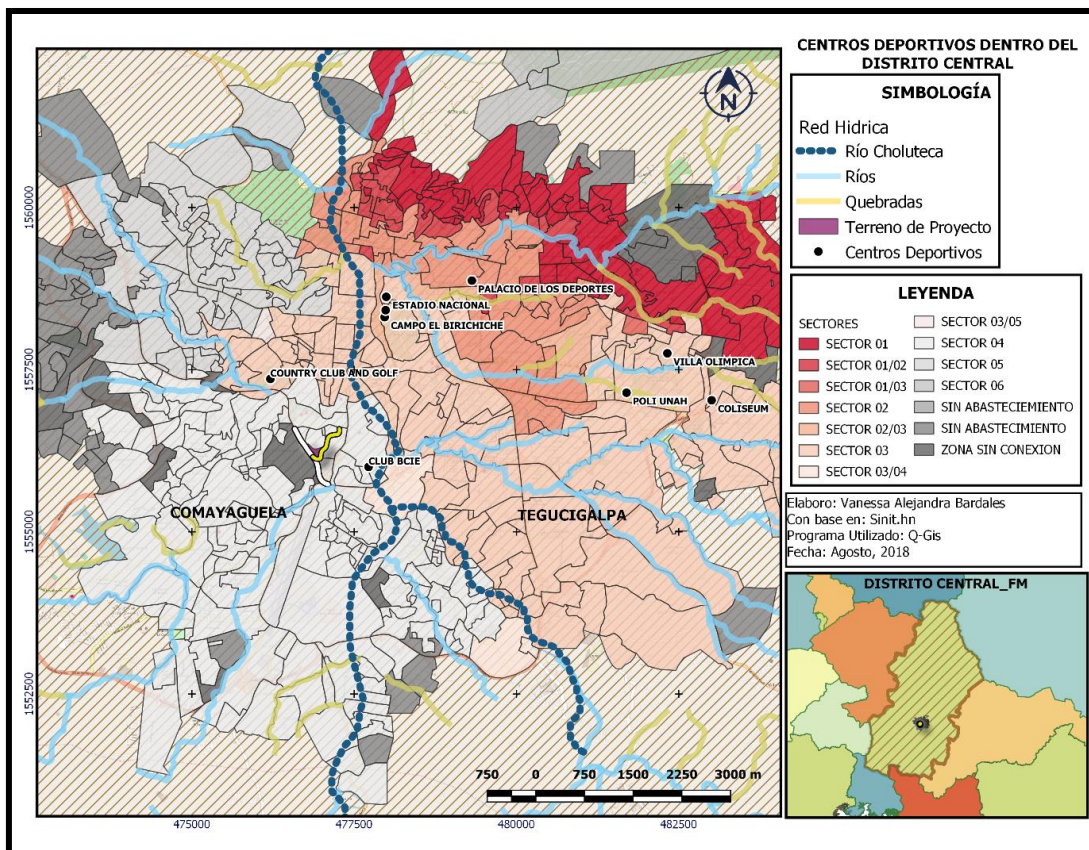 CENTROS DEPORTIVOS DENTRO DEL
DISTRITO CENTRAL
SIMBOLOGÍA
Red Hidrica
Río Choluteca
Ríos
Quebradas
Terreno de Proyecto
Centros Deportivos
LEYENDA
SECTORES
SECTOR 01
SECTOR 01/02
SECTOR 01/03
SECTOR 02
SECTOR 02/03
SECTOR 03
SECTOR 03/04
SECTOR 03/05
SECTOR 04
SECTOR 05
SECTOR 06
SIN ABASTECIEMIENTO
SIN ABASTECIMIENTO
ZONA SIN CONEXION
Elaboro: Vanessa Alejandra Bardales
Con base en: Sinit.hn
Programa Utilizado: Q-Gis
Fecha: Agosto, 2018
DISTRITO CENTRAL_FM
N
PALACIO DE LOS DEPORTES
ESTADIO NACIONAL
CAMPO EL BIRICHICHE
VILLA OLIMPICA
COUNTRY CLUB AND GOLF
POLI UNAH
COLISEUM
CLUB BCIE
COMAYAGUELA
TEGUCIGALPA
1560000
1557500
1555000
1552500
750 0 750 1500 2250 3000 m
475000 477500 480000 482500